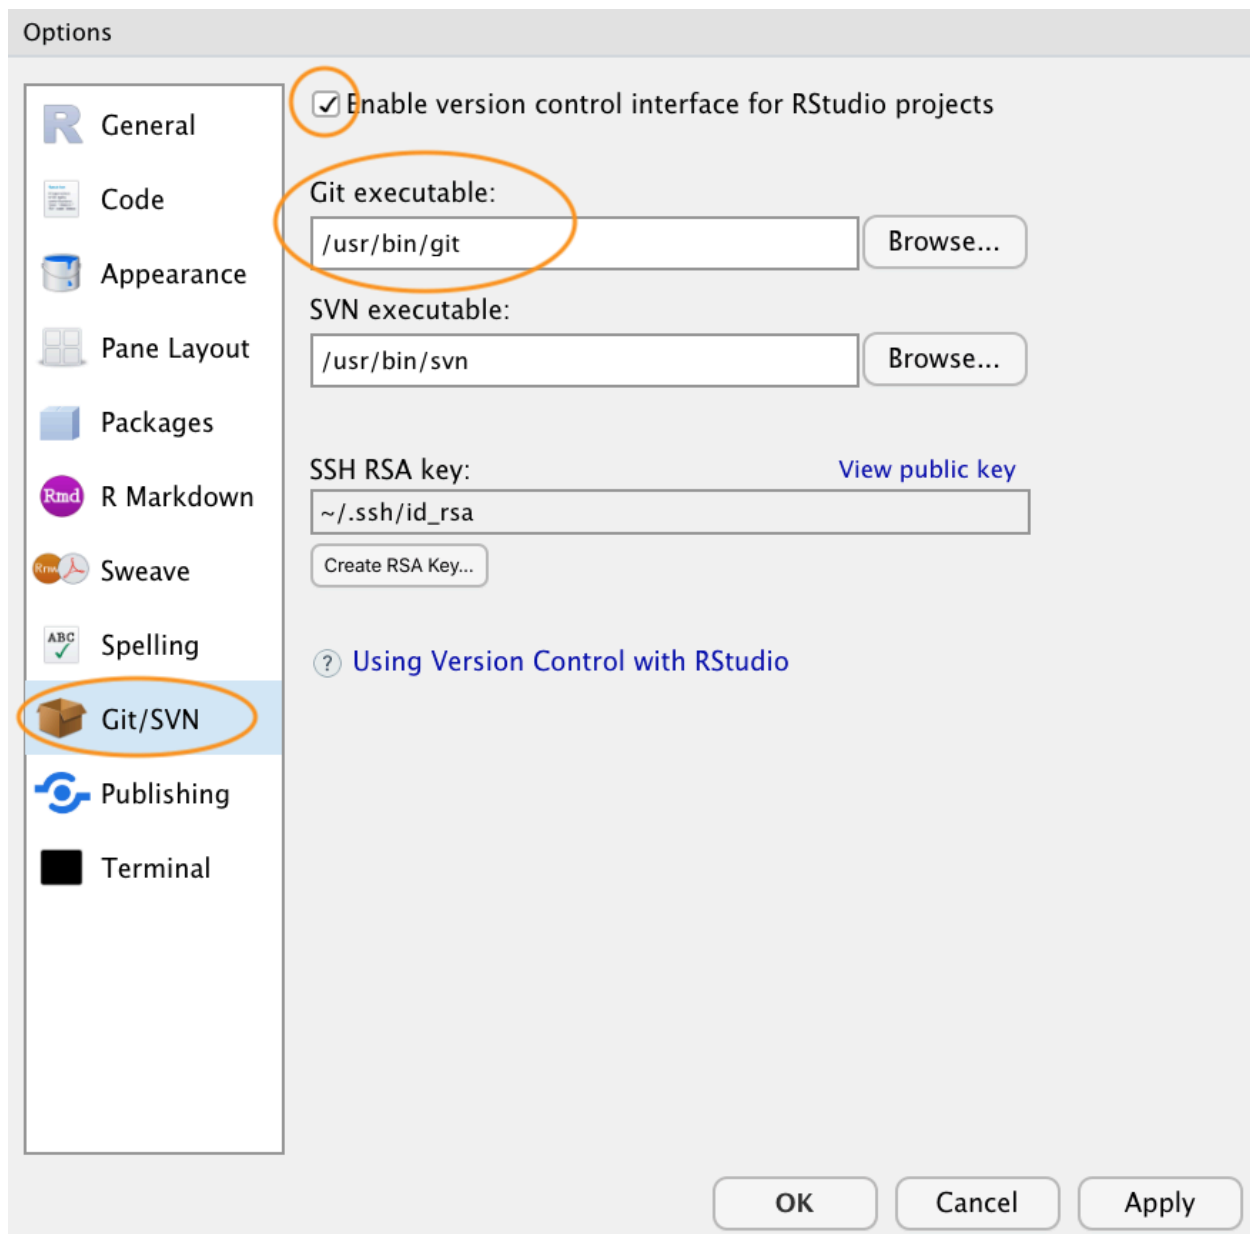 Options
General
Code
Appearance
Pane Layout
Packages
Rmd R Markdown
Rnw Sweave
ABC Spelling
Git/SVN
Publishing
Terminal
Enable version control interface for RStudio projects
Git executable:
/usr/bin/git Browse...
SVN executable:
/usr/bin/svn Browse...
SSH RSA key: View public key
~/.ssh/id_rsa
Create RSA Key...
? Using Version Control with RStudio
OK Cancel Apply